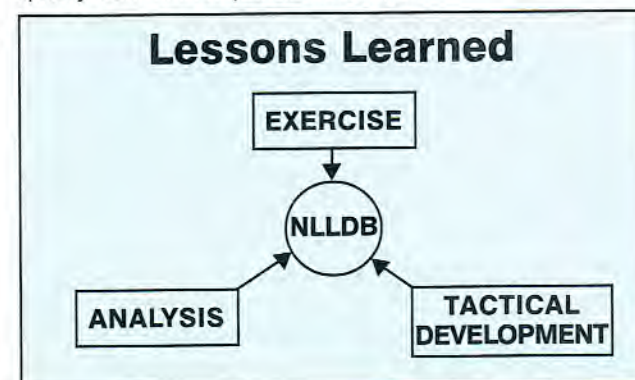 Lessons Learned
EXERCISE
NLLDB
ANALYSIS
TACTICAL
DEVELOPMENT